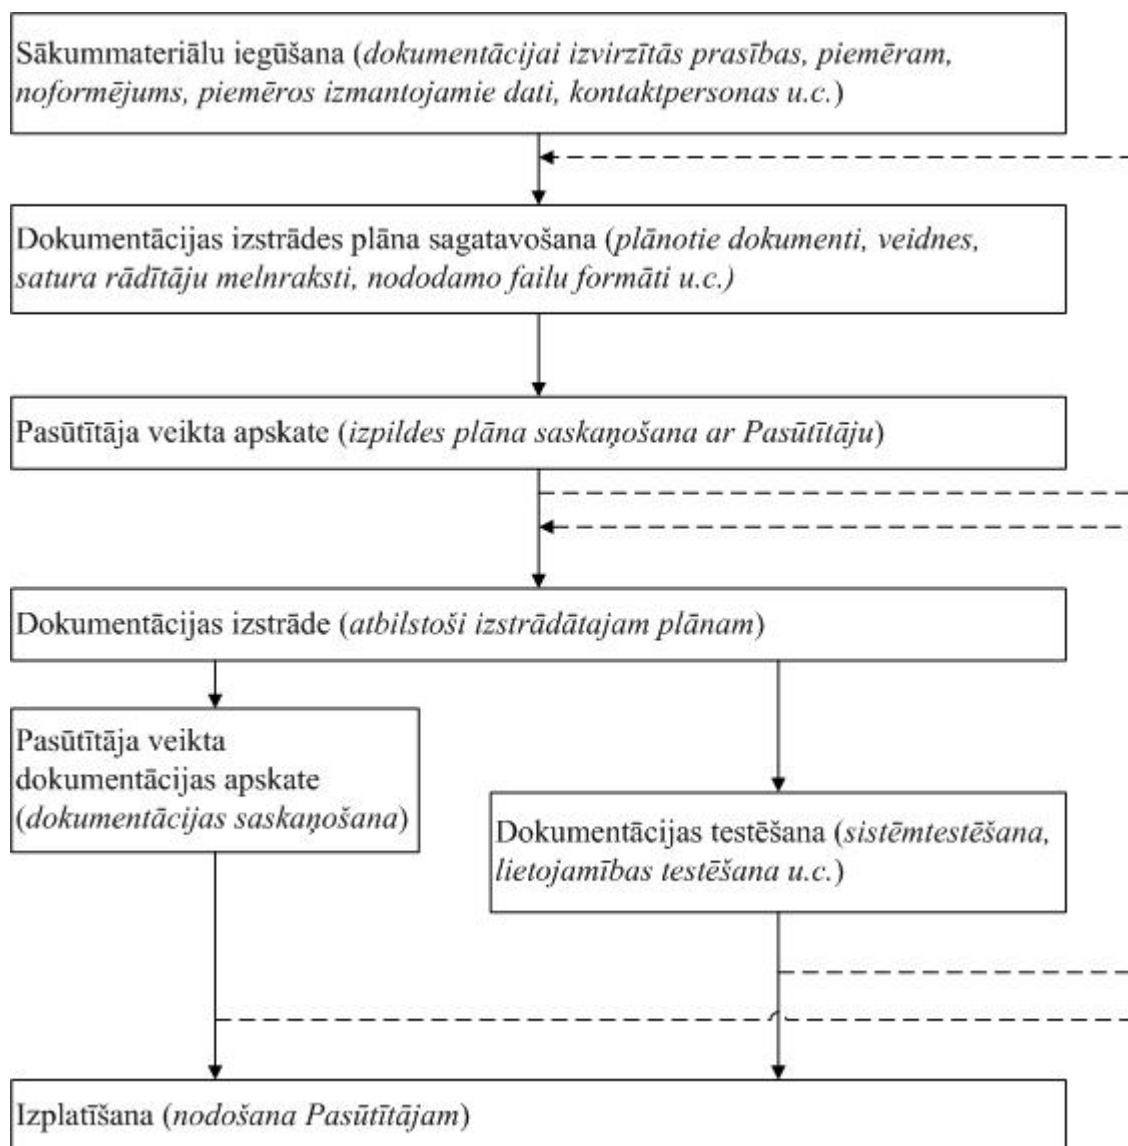 Sākummateriālu iegūšana (dokumentācijai izvirzītās prasības, piemēram,
noformējums, piemēros izmantojamie dati, kontaktpersonas u.c.)
Dokumentācijas izstrādes plāna sagatavošana (plānotie dokumenti, veidnes,
satura rādītāju melnraksti, nododamo failu formāti u.c.)
Pasūtītāja veikta apskate (izpildes plāna saskaņošana ar Pasūtītāju)
Dokumentācijas izstrāde (atbilstoši izstrādātajam plānam)
Pasūtītāja veikta
dokumentācijas apskate
(dokumentācijas saskaņošana)
Dokumentācijas testēšana (sistēmtestēšana,
lietojamības testēšana u.c.)
Izplatīšana (nodošana Pasūtītājam)